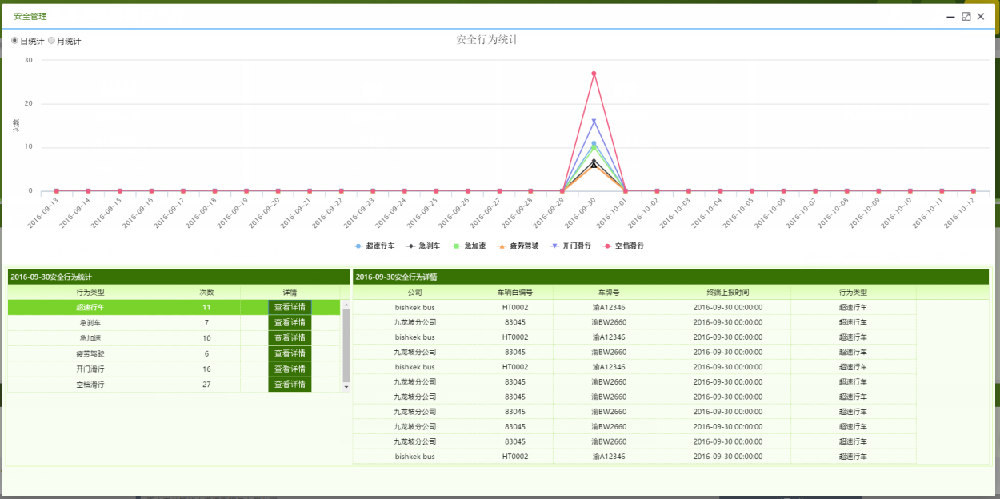 安全管理
日统计 月统计
安全行为统计
30
20
10
0
次数
2016-09-13 2016-09-14 2016-09-15 2016-09-16 2016-09-17 2016-09-18 2016-09-19 2016-09-20 2016-09-21 2016-09-22 2016-09-23 2016-09-24 2016-09-25 2016-09-26 2016-09-27 2016-09-28 2016-09-29 2016-09-30 2016-10-01 2016-10-02 2016-10-03 2016-10-04 2016-10-05 2016-10-06 2016-10-07 2016-10-08 2016-10-09 2016-10-10 2016-10-11 2016-10-12
超速行车 急刹车 急加速 疲劳驾驶 开门滑行 空档滑行
2016-09-30安全行为统计
行为类型 次数 详情
超速行车 11 查看详情
急刹车 7 查看详情
急加速 10 查看详情
疲劳驾驶 6 查看详情
开门滑行 16 查看详情
空档滑行 27 查看详情
2016-09-30安全行为详情
公司 车辆自编号 车牌号 终端上报时间 行为类型
bishkek bus HT0002 渝A12346 2016-09-30 00:00:00 超速行车
九龙坡分公司 83045 渝BW2660 2016-09-30 00:00:00 超速行车
bishkek bus HT0002 渝A12346 2016-09-30 00:00:00 超速行车
九龙坡分公司 83045 渝BW2660 2016-09-30 00:00:00 超速行车
bishkek bus HT0002 渝A12346 2016-09-30 00:00:00 超速行车
九龙坡分公司 83045 渝BW2660 2016-09-30 00:00:00 超速行车
九龙坡分公司 83045 渝BW2660 2016-09-30 00:00:00 超速行车
九龙坡分公司 83045 渝BW2660 2016-09-30 00:00:00 超速行车
九龙坡分公司 83045 渝BW2660 2016-09-30 00:00:00 超速行车
九龙坡分公司 83045 渝BW2660 2016-09-30 00:00:00 超速行车
bishkek bus HT0002 渝A12346 2016-09-30 00:00:00 超速行车